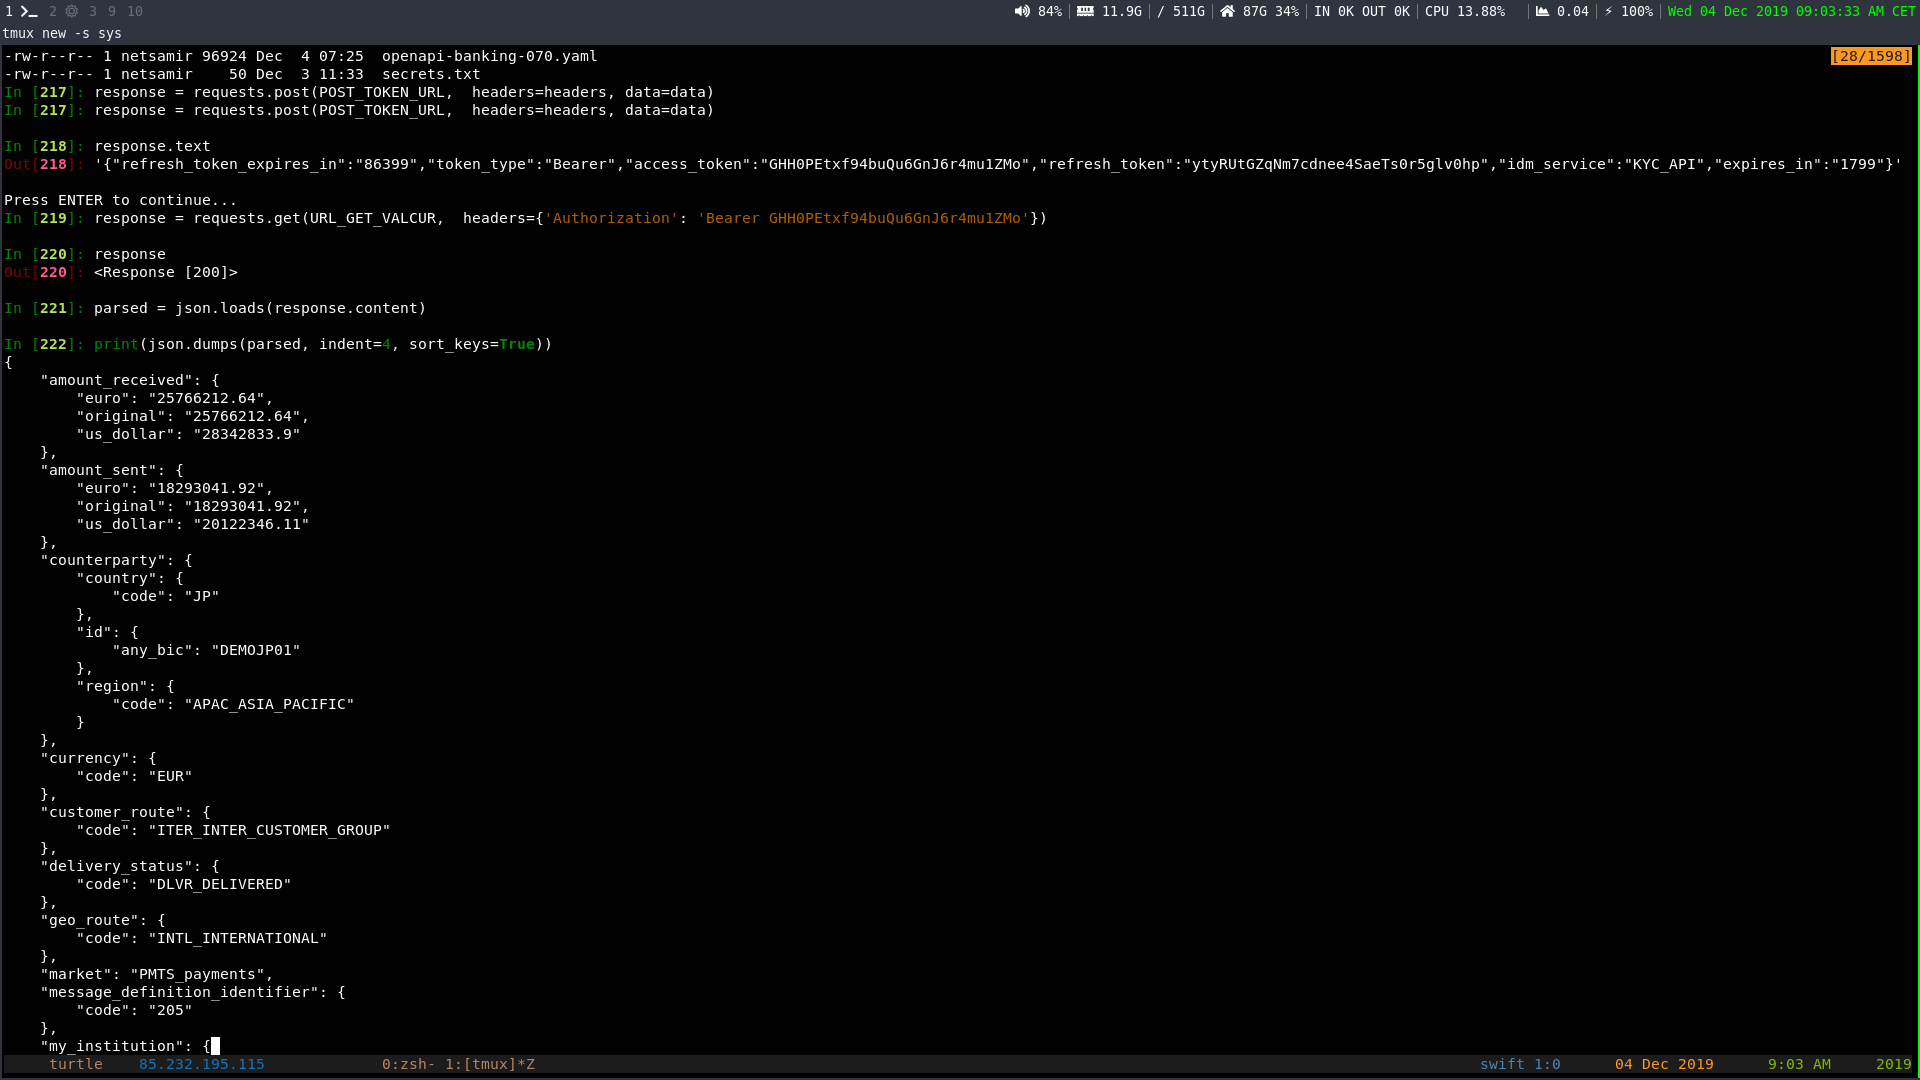 1 2 3 9 10 84% 11.9G / 511G 87G 34% IN 0K OUT 0K CPU 13.88% 0.04 ⚡ 100% Wed 04 Dec 2019 09:03:33 AM CET
tmux new -s sys
-rw-r--r-- 1 netsamir 96924 Dec  4 07:25  openapi-banking-070.yaml [28/1598]
-rw-r--r-- 1 netsamir    50 Dec  3 11:33  secrets.txt
In [217]: response = requests.post(POST_TOKEN_URL,  headers=headers, data=data)
In [217]: response = requests.post(POST_TOKEN_URL,  headers=headers, data=data)
In [218]: response.text
Out[218]: '{"refresh_token_expires_in":"86399","token_type":"Bearer","access_token":"GHH0PEtxf94buQu6GnJ6r4mu1ZMo","refresh_token":"ytyRUtGZqNm7cdnee4SaeTs0r5glv0hp","idm_service":"KYC_API","expires_in":"1799"}'
Press ENTER to continue...
In [219]: response = requests.get(URL_GET_VALCUR,  headers={'Authorization': 'Bearer GHH0PEtxf94buQu6GnJ6r4mu1ZMo'})
In [220]: response
Out[220]: <Response [200]>
In [221]: parsed = json.loads(response.content)
In [222]: print(json.dumps(parsed, indent=4, sort_keys=True))
{
    "amount_received": {
        "euro": "25766212.64",
        "original": "25766212.64",
        "us_dollar": "28342833.9"
    },
    "amount_sent": {
        "euro": "18293041.92",
        "original": "18293041.92",
        "us_dollar": "20122346.11"
    },
    "counterparty": {
        "country": {
            "code": "JP"
        },
        "id": {
            "any_bic": "DEMOJP01"
        },
        "region": {
            "code": "APAC_ASIA_PACIFIC"
        }
    },
    "currency": {
        "code": "EUR"
    },
    "customer_route": {
        "code": "ITER_INTER_CUSTOMER_GROUP"
    },
    "delivery_status": {
        "code": "DLVR_DELIVERED"
    },
    "geo_route": {
        "code": "INTL_INTERNATIONAL"
    },
    "market": "PMTS_payments",
    "message_definition_identifier": {
        "code": "205"
    },
    "my_institution": {
turtle 85.232.195.115 0:zsh- 1:[tmux]*Z swift 1:0 04 Dec 2019 9:03 AM 2019